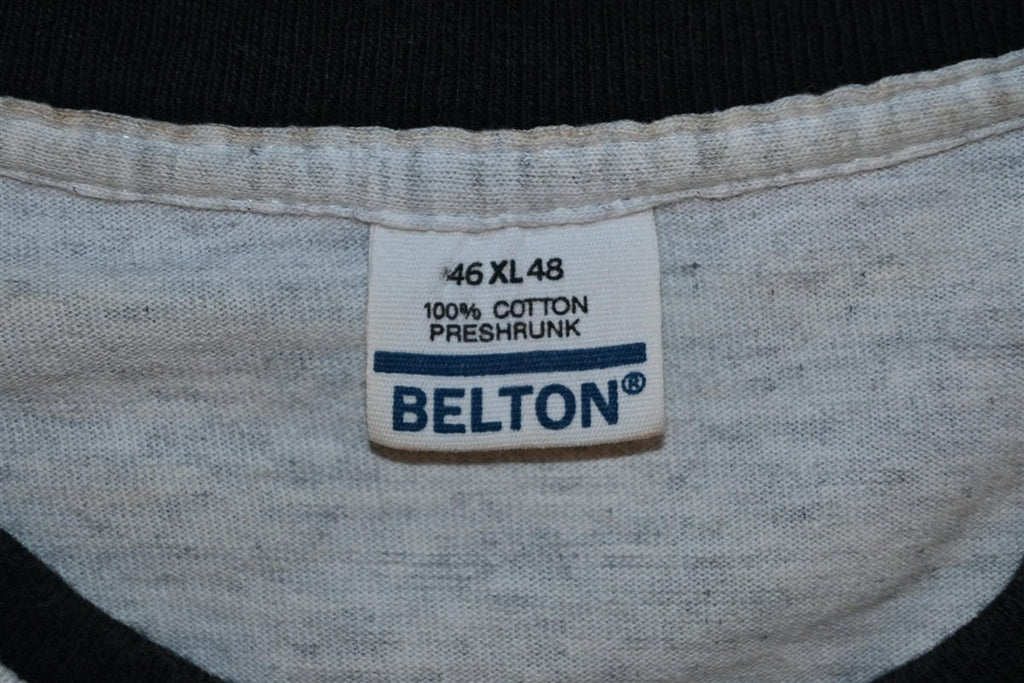 46 XL 48
100% COTTON
PRESHRUNK
BELTON®